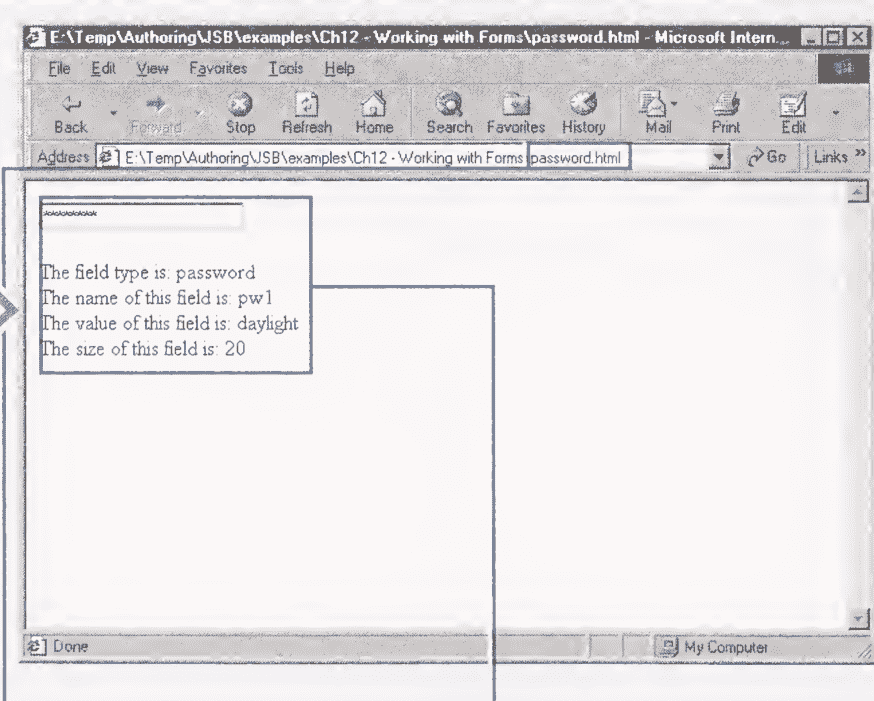 E:\Temp\Authoring\JSB\examples\Ch12 - Working with Forms\password.html - Microsoft Intern...
File Edit View Favorites Tools Help
Back Forward Stop Refresh Home Search Favorites History Mail Print Edit
Address E:\Temp\Authoring\JSB\examples\Ch12 - Working with Forms password.html Go Links »
********
The field type is: password
The name of this field is: pw1
The value of this field is: daylight
The size of this field is: 20
Done My Computer